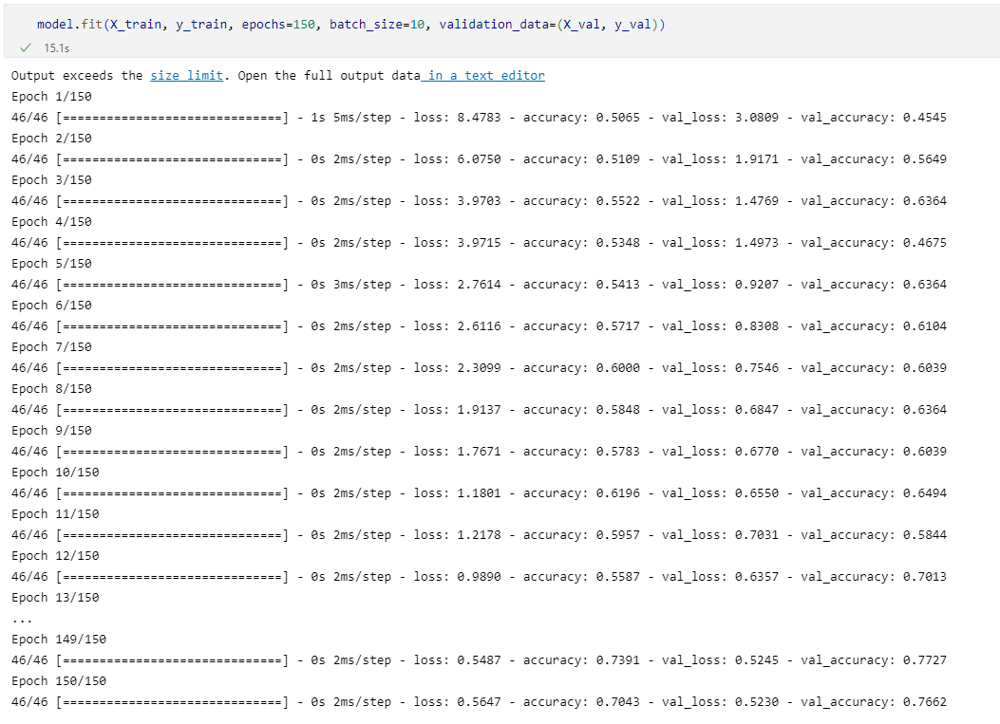 model.fit(X_train, y_train, epochs=150, batch_size=10, validation_data=(X_val, y_val))
✓ 15.1s
Output exceeds the size limit. Open the full output data in a text editor
Epoch 1/150
46/46 [==============================] - 1s 5ms/step - loss: 8.4783 - accuracy: 0.5065 - val_loss: 3.0809 - val_accuracy: 0.4545
Epoch 2/150
46/46 [==============================] - 0s 2ms/step - loss: 6.0750 - accuracy: 0.5109 - val_loss: 1.9171 - val_accuracy: 0.5649
Epoch 3/150
46/46 [==============================] - 0s 2ms/step - loss: 3.9703 - accuracy: 0.5522 - val_loss: 1.4769 - val_accuracy: 0.6364
Epoch 4/150
46/46 [==============================] - 0s 2ms/step - loss: 3.9715 - accuracy: 0.5348 - val_loss: 1.4973 - val_accuracy: 0.4675
Epoch 5/150
46/46 [==============================] - 0s 3ms/step - loss: 2.7614 - accuracy: 0.5413 - val_loss: 0.9207 - val_accuracy: 0.6364
Epoch 6/150
46/46 [==============================] - 0s 2ms/step - loss: 2.6116 - accuracy: 0.5717 - val_loss: 0.8308 - val_accuracy: 0.6104
Epoch 7/150
46/46 [==============================] - 0s 2ms/step - loss: 2.3099 - accuracy: 0.6000 - val_loss: 0.7546 - val_accuracy: 0.6039
Epoch 8/150
46/46 [==============================] - 0s 2ms/step - loss: 1.9137 - accuracy: 0.5848 - val_loss: 0.6847 - val_accuracy: 0.6364
Epoch 9/150
46/46 [==============================] - 0s 2ms/step - loss: 1.7671 - accuracy: 0.5783 - val_loss: 0.6770 - val_accuracy: 0.6039
Epoch 10/150
46/46 [==============================] - 0s 2ms/step - loss: 1.1801 - accuracy: 0.6196 - val_loss: 0.6550 - val_accuracy: 0.6494
Epoch 11/150
46/46 [==============================] - 0s 2ms/step - loss: 1.2178 - accuracy: 0.5957 - val_loss: 0.7031 - val_accuracy: 0.5844
Epoch 12/150
46/46 [==============================] - 0s 2ms/step - loss: 0.9890 - accuracy: 0.5587 - val_loss: 0.6357 - val_accuracy: 0.7013
Epoch 13/150
...
Epoch 149/150
46/46 [==============================] - 0s 2ms/step - loss: 0.5487 - accuracy: 0.7391 - val_loss: 0.5245 - val_accuracy: 0.7727
Epoch 150/150
46/46 [==============================] - 0s 2ms/step - loss: 0.5647 - accuracy: 0.7043 - val_loss: 0.5230 - val_accuracy: 0.7662